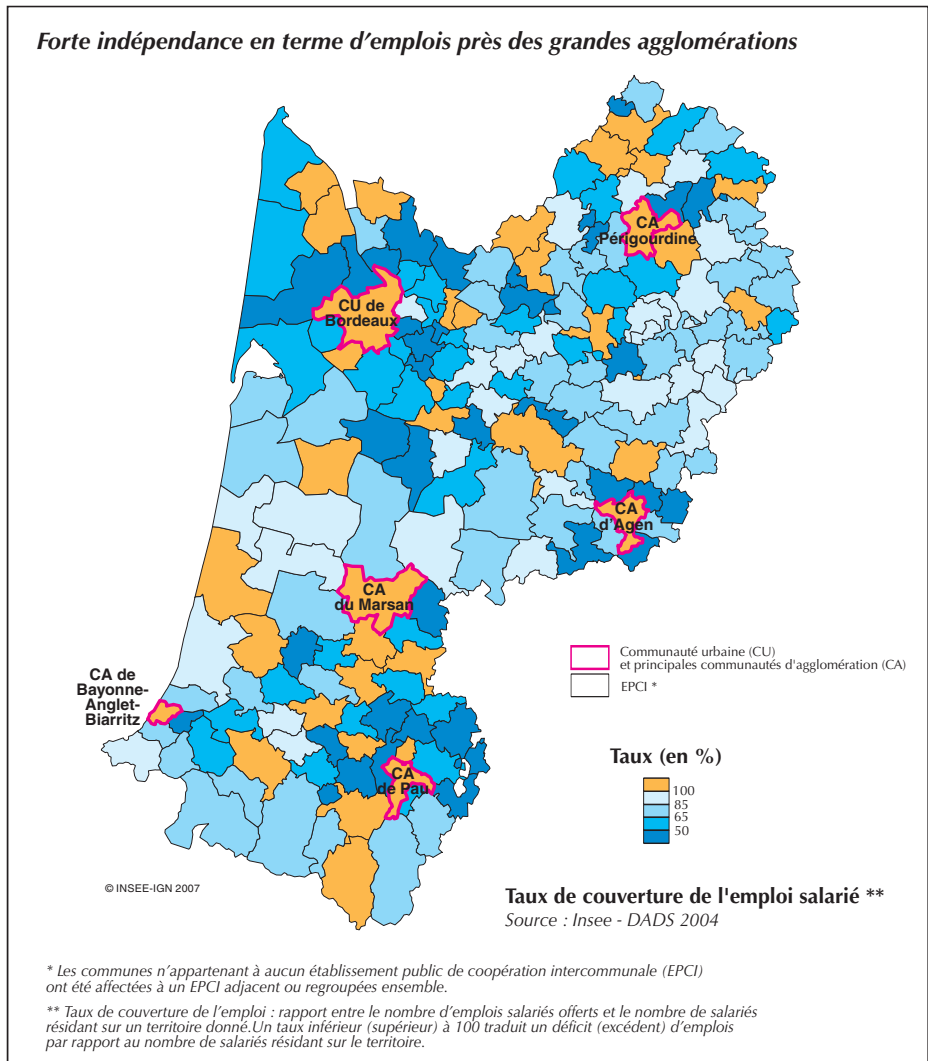 Forte indépendance en terme d'emplois près des grandes agglomérations
CA
Périgourdine
CU de
Bordeaux
CA
d'Agen
CA
du Marsan
Communauté urbaine (CU)
et principales communautés d'agglomération (CA)
EPCI *
CA de
Bayonne-
Anglet-
Biarritz
CA
de Pau
Taux (en %)
100
85
65
50
© INSEE-IGN 2007
Taux de couverture de l'emploi salarié **
Source : Insee - DADS 2004
* Les communes n'appartenant à aucun établissement public de coopération intercommunale (EPCI)
ont été affectées à un EPCI adjacent ou regroupées ensemble.
** Taux de couverture de l'emploi : rapport entre le nombre d'emplois salariés offerts et le nombre de salariés
résidant sur un territoire donné.Un taux inférieur (supérieur) à 100 traduit un déficit (excédent) d'emplois
par rapport au nombre de salariés résidant sur le territoire.